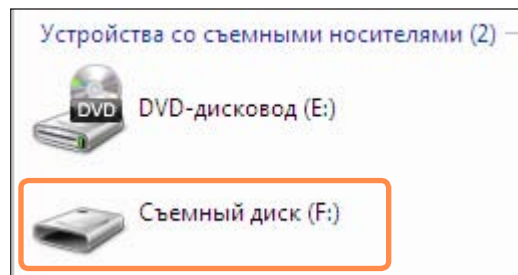 Устройства со съемными носителями (2)
DVD
DVD-дисковод (E:)
Съемный диск (F:)